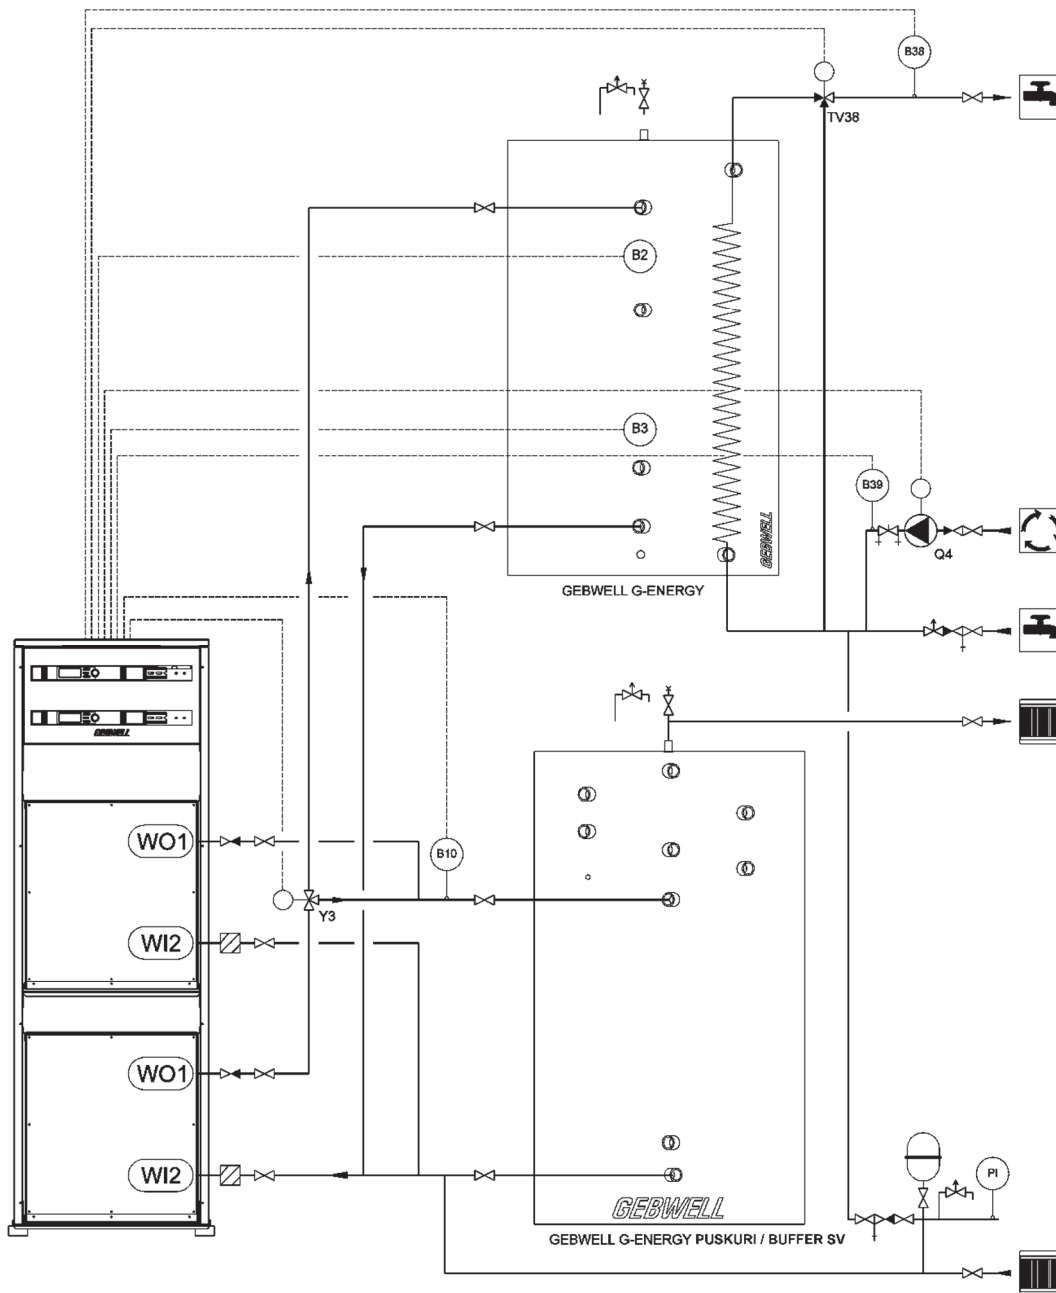 B38
TV38
B2
B3
B39
Q4
GEBWELL
GEBWELL G-ENERGY
GEBWELL
WO1
B10
Y3
WI2
WO1
WI2
PI
GEBWELL
GEBWELL G-ENERGY PUSKURI / BUFFER SV